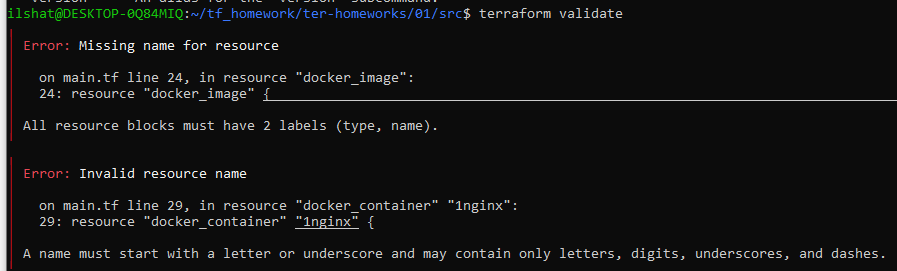 ilshat@DESKTOP-0Q84MIQ:~/tf_homework/ter-homeworks/01/src$ terraform validate
Error: Missing name for resource
on main.tf line 24, in resource "docker_image":
24: resource "docker_image" {
All resource blocks must have 2 labels (type, name).
Error: Invalid resource name
on main.tf line 29, in resource "docker_container" "1nginx":
29: resource "docker_container" "1nginx" {
A name must start with a letter or underscore and may contain only letters, digits, underscores, and dashes.